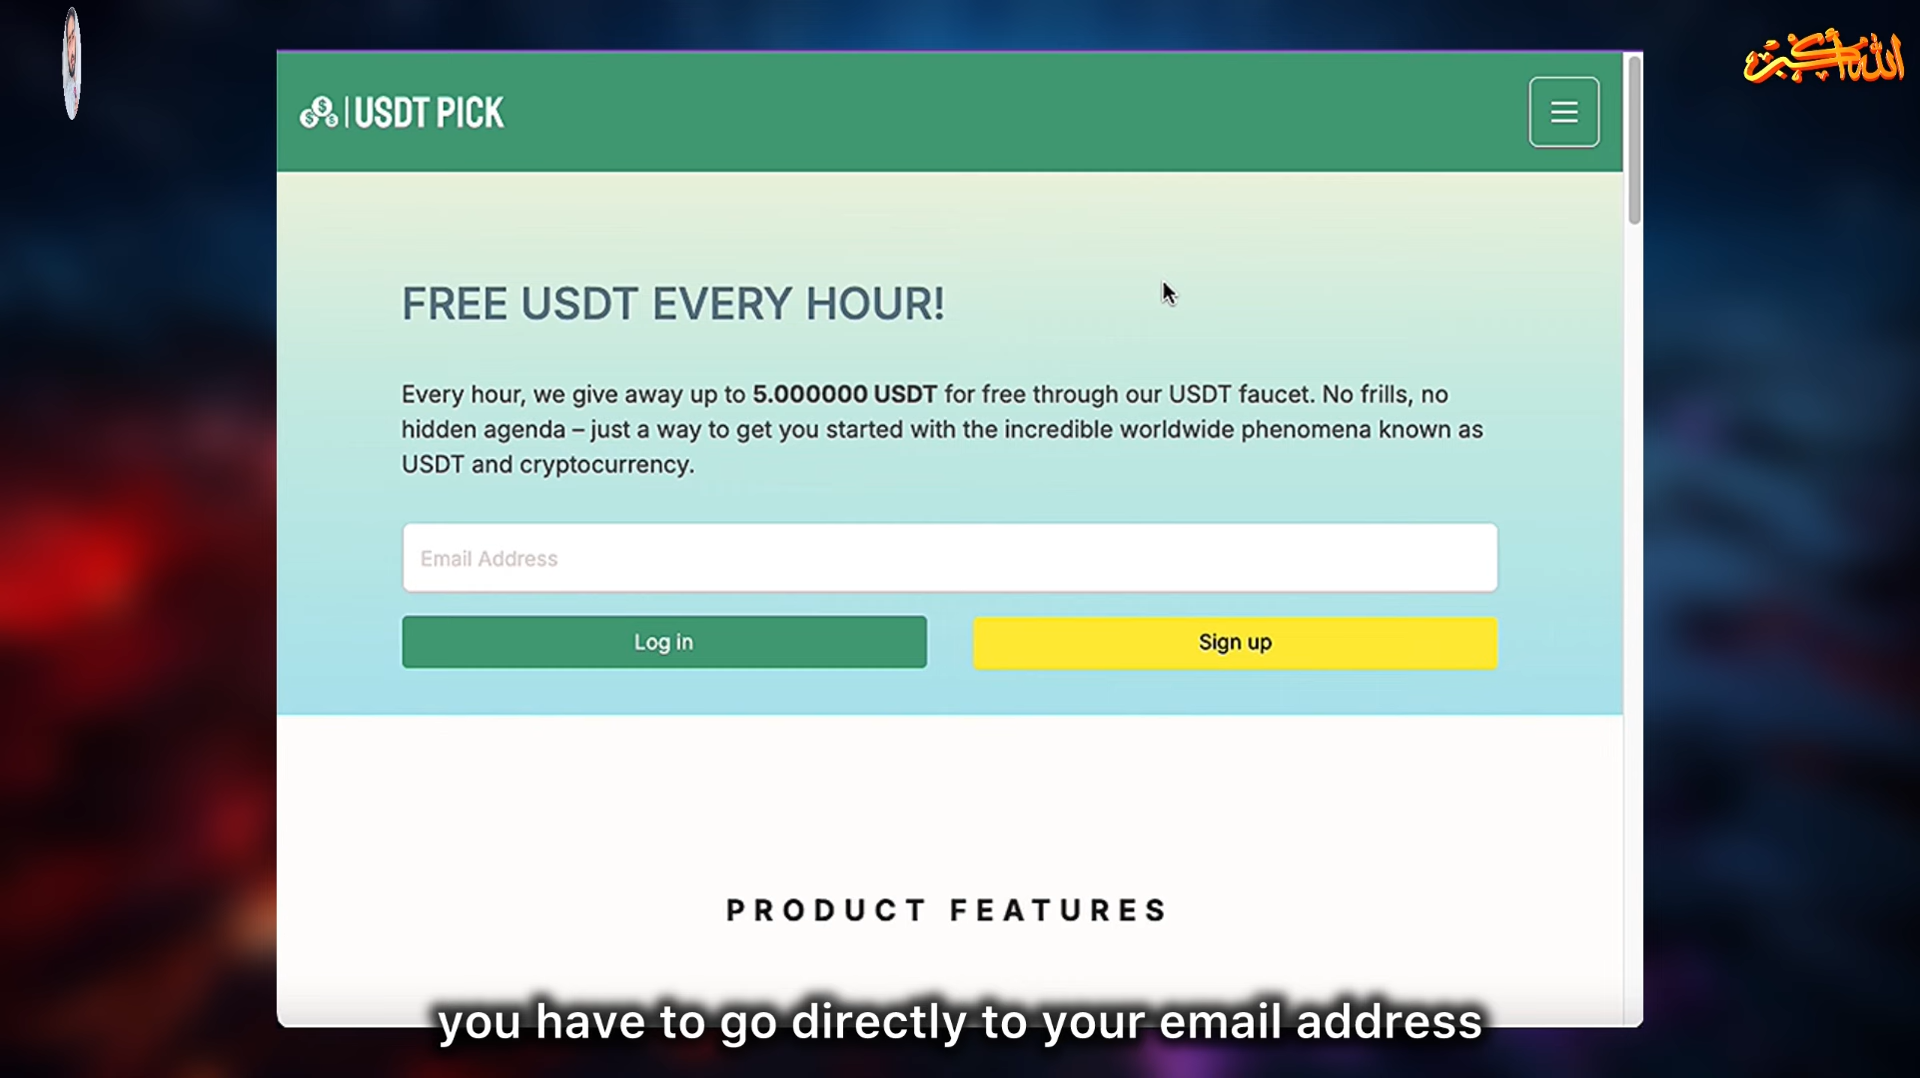 الله أكبر
USDT PICK
FREE USDT EVERY HOUR!
Every hour, we give away up to 5.000000 USDT for free through our USDT faucet. No frills, no
hidden agenda – just a way to get you started with the incredible worldwide phenomena known as
USDT and cryptocurrency.
Email Address
Log in
Sign up
PRODUCT FEATURES
you have to go directly to your email address